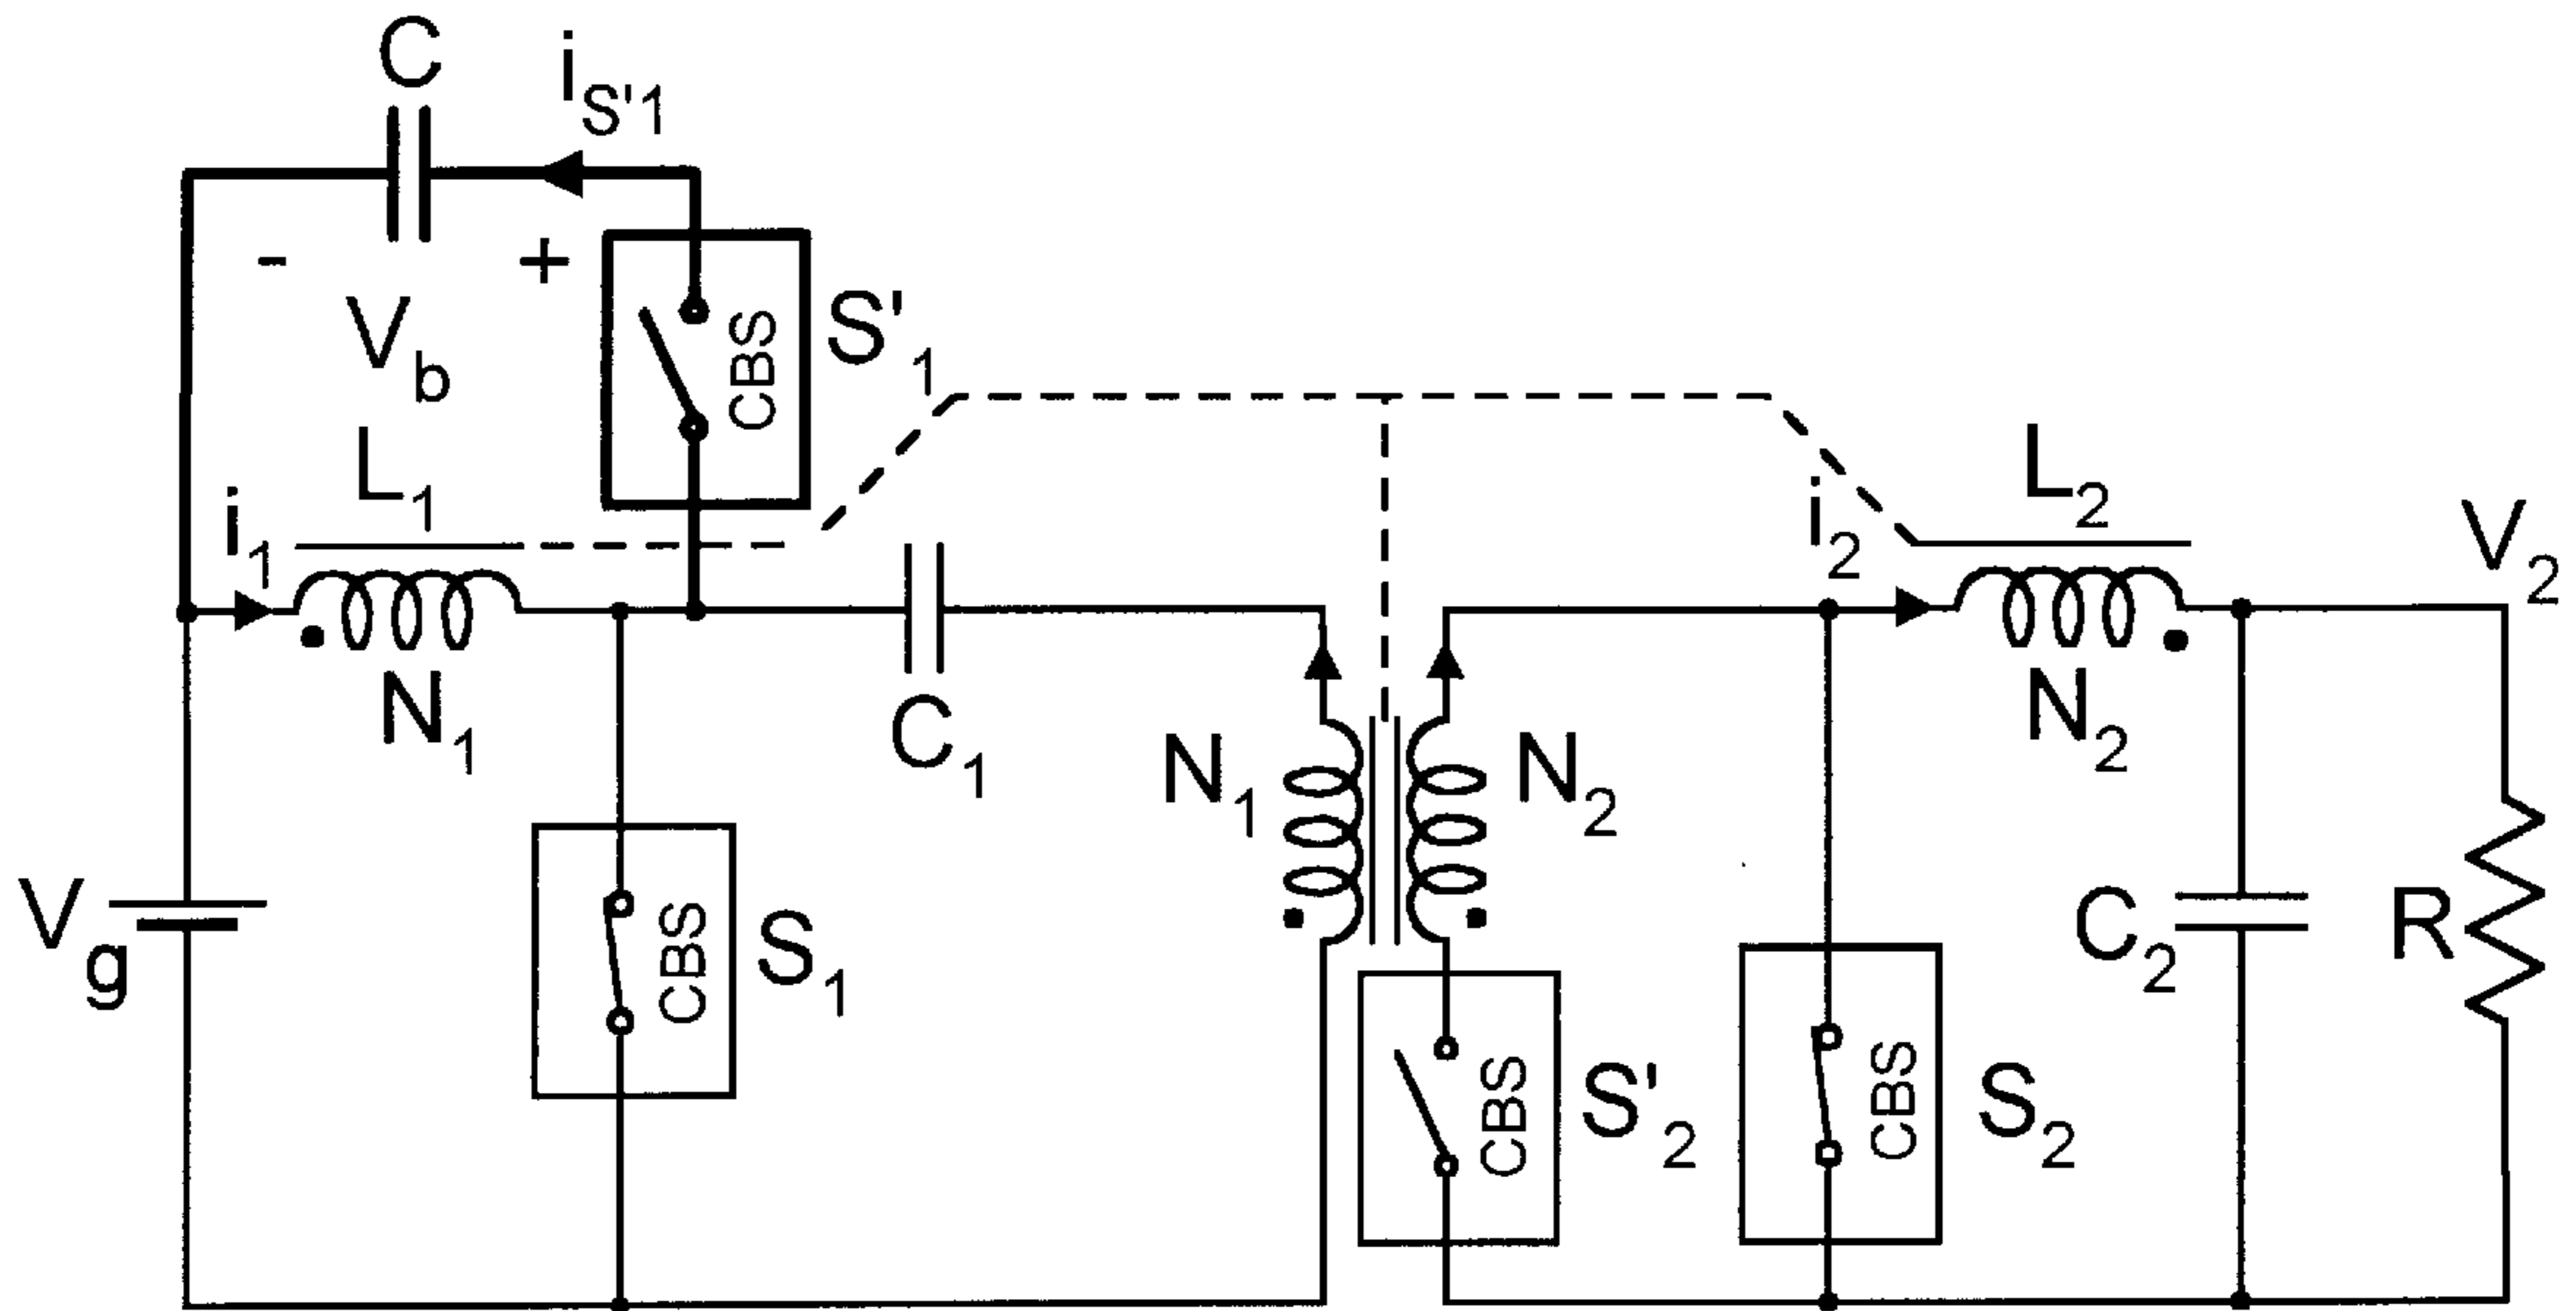 C
i_S'1
- +
V_b
CBS
S'_1
L_1
i_1
N_1
C_1
V_g
CBS
S_1
N_1
N_2
CBS
S'_2
i_2
L_2
N_2
V_2
CBS
S_2
C_2
R